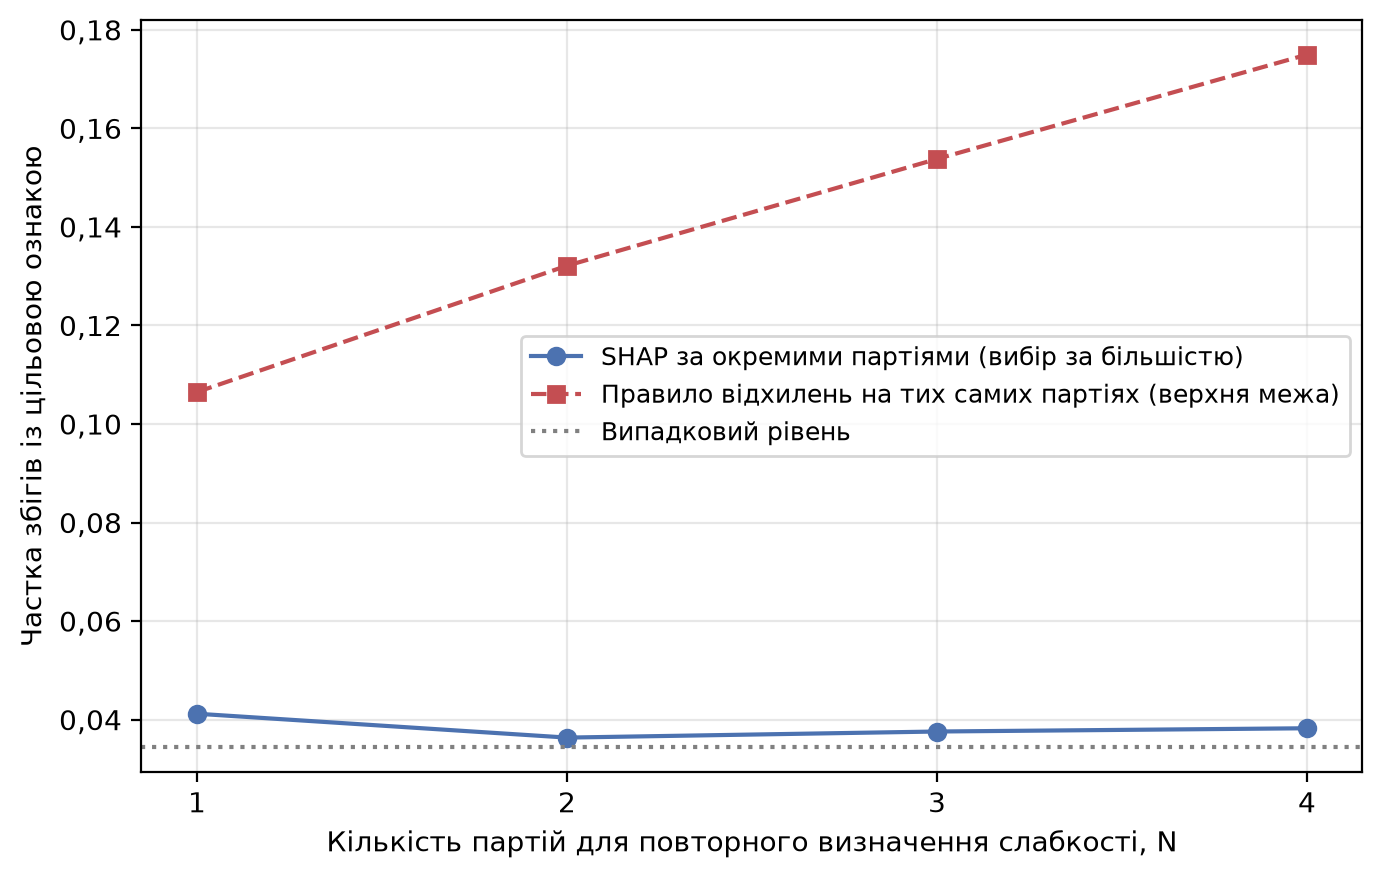 0,18
0,16
0,14
0,12
0,10
0,08
0,06
0,04
Частка збігів із цільовою ознакою
SHAP за окремими партіями (вибір за більшістю)
Правило відхилень на тих самих партіях (верхня межа)
Випадковий рівень
1 2 3 4
Кількість партій для повторного визначення слабкості, N